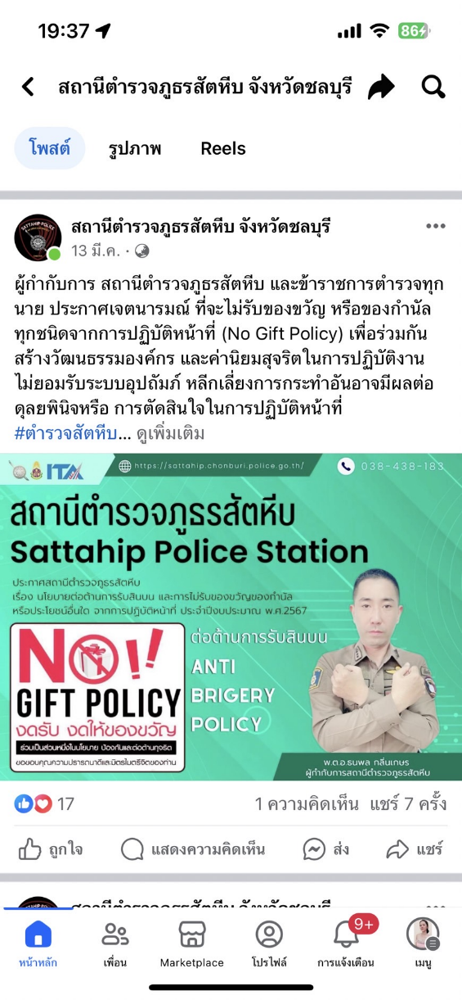 19:37
86
สถานีตำรวจภูธรสัตหีบ จังหวัดชลบุรี
โพสต์ รูปภาพ Reels
SATTAHIP POLICE
สถานีตำรวจภูธรสัตหีบ จังหวัดชลบุรี
13 มี.ค. ·
ผู้กำกับการ สถานีตำรวจภูธรสัตหีบ และข้าราชการตำรวจทุก
นาย ประกาศเจตนารมณ์ ที่จะไม่รับของขวัญ หรือของกำนัล
ทุกชนิดจากการปฏิบัติหน้าที่ (No Gift Policy) เพื่อร่วมกัน
สร้างวัฒนธรรมองค์กร และค่านิยมสุจริตในการปฏิบัติงาน
ไม่ยอมรับระบบอุปถัมภ์ หลีกเลี่ยงการกระทำอันอาจมีผลต่อ
ดุลยพินิจหรือ การตัดสินใจในการปฏิบัติหน้าที่
#ตำรวจสัตหีบ... ดูเพิ่มเติม
ITA https://sattahip.chonburi.police.go.th/ 038-438-183
สถานีตำรวจภูธรสัตหีบ
Sattahip Police Station
ประกาศสถานีตำรวจภูธรสัตหีบ
เรื่อง นโยบายต่อต้านการรับสินบน และการไม่รับของขวัญของกำนัล
หรือประโยชน์อื่นใด จากการปฏิบัติหน้าที่ ประจำปีงบประมาณ พ.ศ.2567
NO!!
GIFT POLICY
งดรับ งดให้ของขวัญ
ร่วมเป็นส่วนหนึ่งในนโยบาย ป้องกันและต่อต้านทุจริต
ขอขอบคุณความปรารถนาดีและมิตรไมตรีจิตของท่าน
ต่อต้านการรับสินบน
ANTI
BRIGERY
POLICY
พ.ต.อ.ธนพล กลิ่นเกษร
ผู้กำกับการสถานีตำรวจภูธรสัตหีบ
17 1 ความคิดเห็น แชร์ 7 ครั้ง
ถูกใจ แสดงความคิดเห็น ส่ง แชร์
สถานีตำรวจภูธรสัตหีบ จังหวัดชลบุรี
9+
หน้าหลัก เพื่อน Marketplace โปรไฟล์ การแจ้งเตือน เมนู